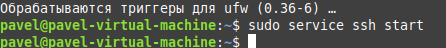 Обрабатываются триггеры для ufw (0.36-6) …
pavel@pavel-virtual-machine:~$ sudo service ssh start
pavel@pavel-virtual-machine:~$